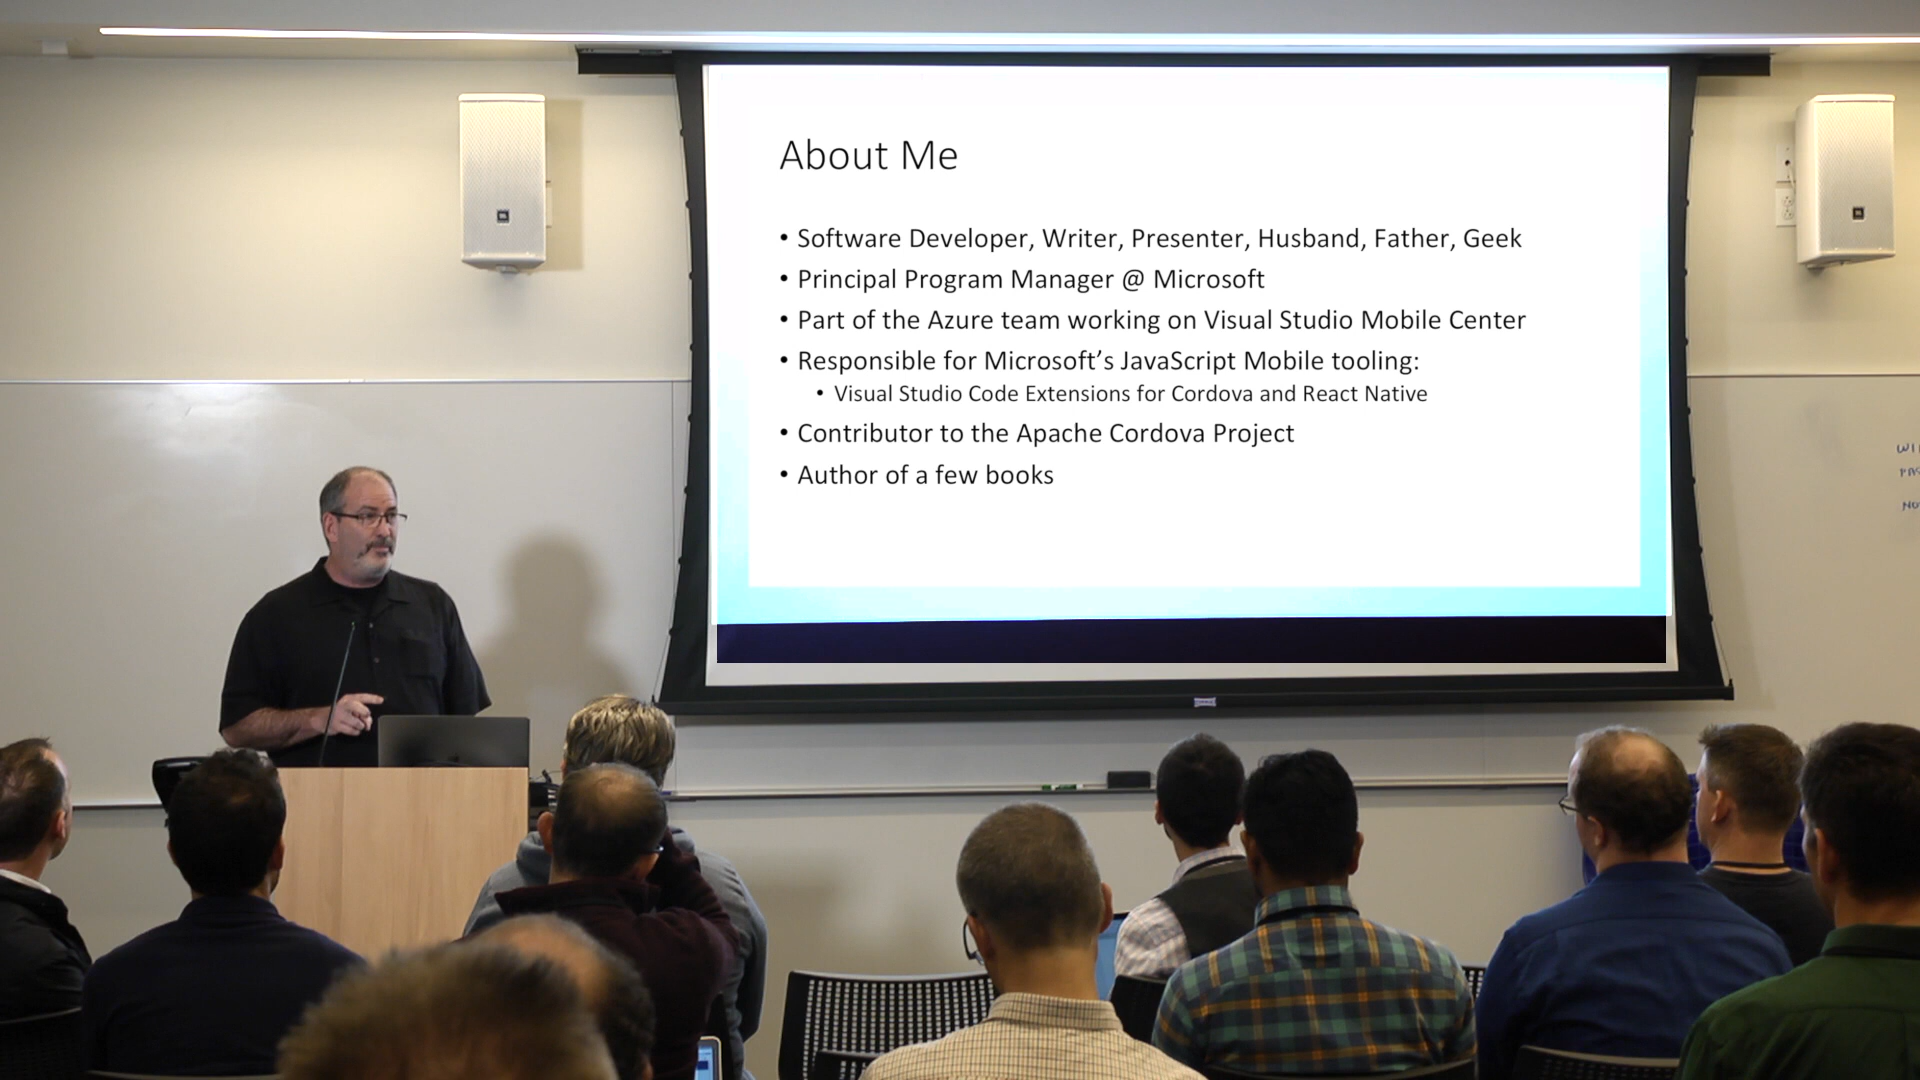 About Me
• Software Developer, Writer, Presenter, Husband, Father, Geek
• Principal Program Manager @ Microsoft
• Part of the Azure team working on Visual Studio Mobile Center
• Responsible for Microsoft’s JavaScript Mobile tooling:
• Visual Studio Code Extensions for Cordova and React Native
• Contributor to the Apache Cordova Project
• Author of a few books